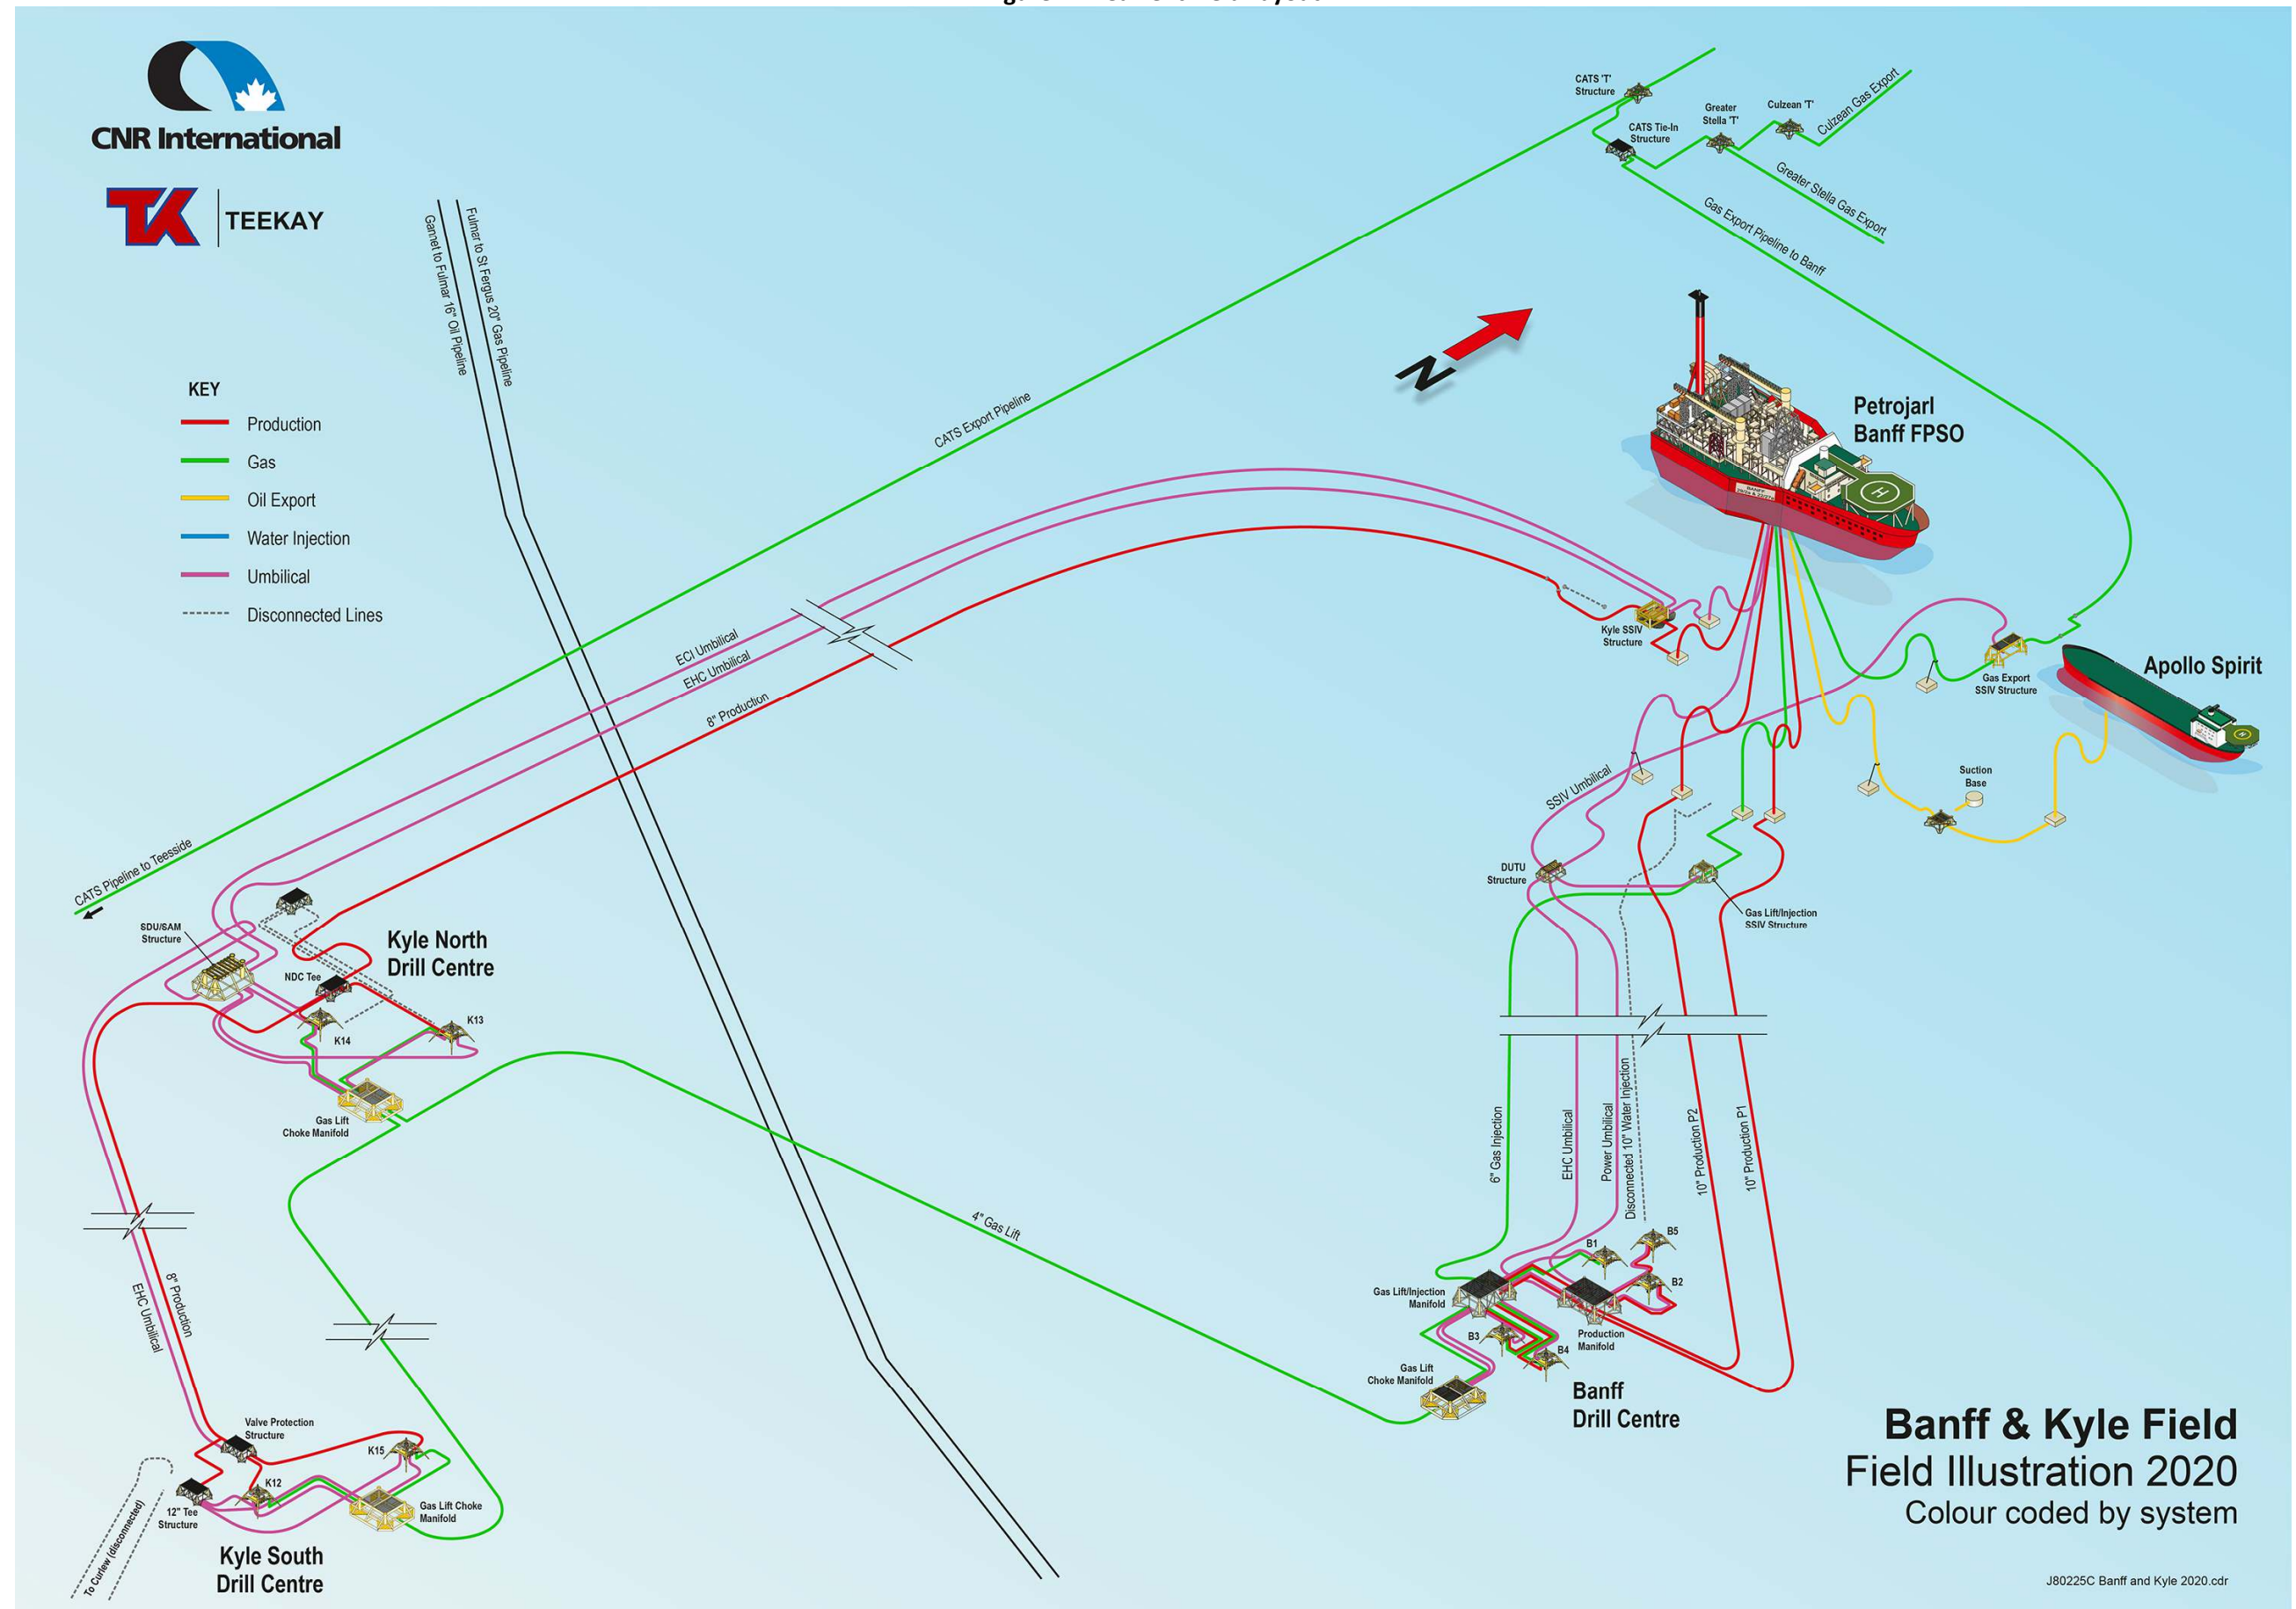 CNR International
TK
TEEKAY
KEY
Production
Gas
Oil Export
Water Injection
Umbilical
Disconnected Lines
Gannet to Fulmar 16" Oil Pipeline
Fulmar to St Fergus 20" Gas Pipeline
CATS Export Pipeline
CATS 'T'
Structure
CATS Tie-In
Structure
Greater
Stella 'T'
Culzean 'T'
Culzean Gas Export
Greater Stella Gas Export
Gas Export Pipeline to Banff
N
Petrojarl
Banff FPSO
BANFF
H
Kyle SSIV
Structure
Gas Export
SSIV Structure
Apollo Spirit
Suction
Base
SSIV Umbilical
DUTU
Structure
Gas Lift/Injection
SSIV Structure
ECI Umbilical
EHC Umbilical
8" Production
CATS Pipeline to Teesside
SDU/SAM
Structure
NDC Tee
Kyle North
Drill Centre
K14
K13
Gas Lift
Choke Manifold
4" Gas Lift
6" Gas Injection
EHC Umbilical
Power Umbilical
Disconnected 10" Water Injection
10" Production P2
10" Production P1
B1
B5
B2
Gas Lift/Injection
Manifold
B3
B4
Production
Manifold
Gas Lift
Choke Manifold
Banff
Drill Centre
8" Production
EHC Umbilical
Valve Protection
Structure
K15
K12
12" Tee
Structure
Gas Lift Choke
Manifold
To Curlew (disconnected)
Kyle South
Drill Centre
Banff & Kyle Field
Field Illustration 2020
Colour coded by system
J80225C Banff and Kyle 2020.cdr